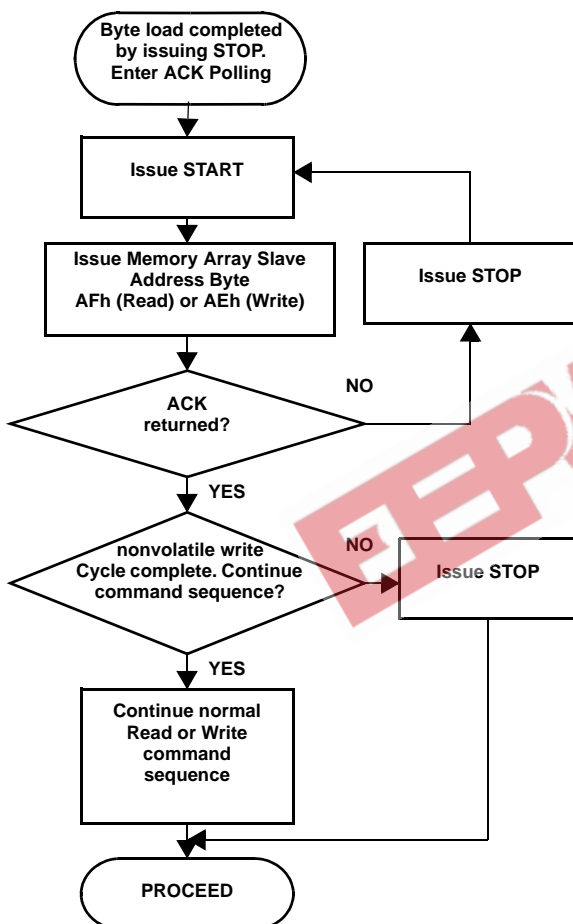 Byte load completed
by issuing STOP.
Enter ACK Polling
Issue START
Issue Memory Array Slave
Address Byte
AFh (Read) or AEh (Write)
Issue STOP
ACK
returned?
NO
YES
nonvolatile write
Cycle complete. Continue
command sequence?
NO
Issue STOP
YES
Continue normal
Read or Write
command
sequence
PROCEED